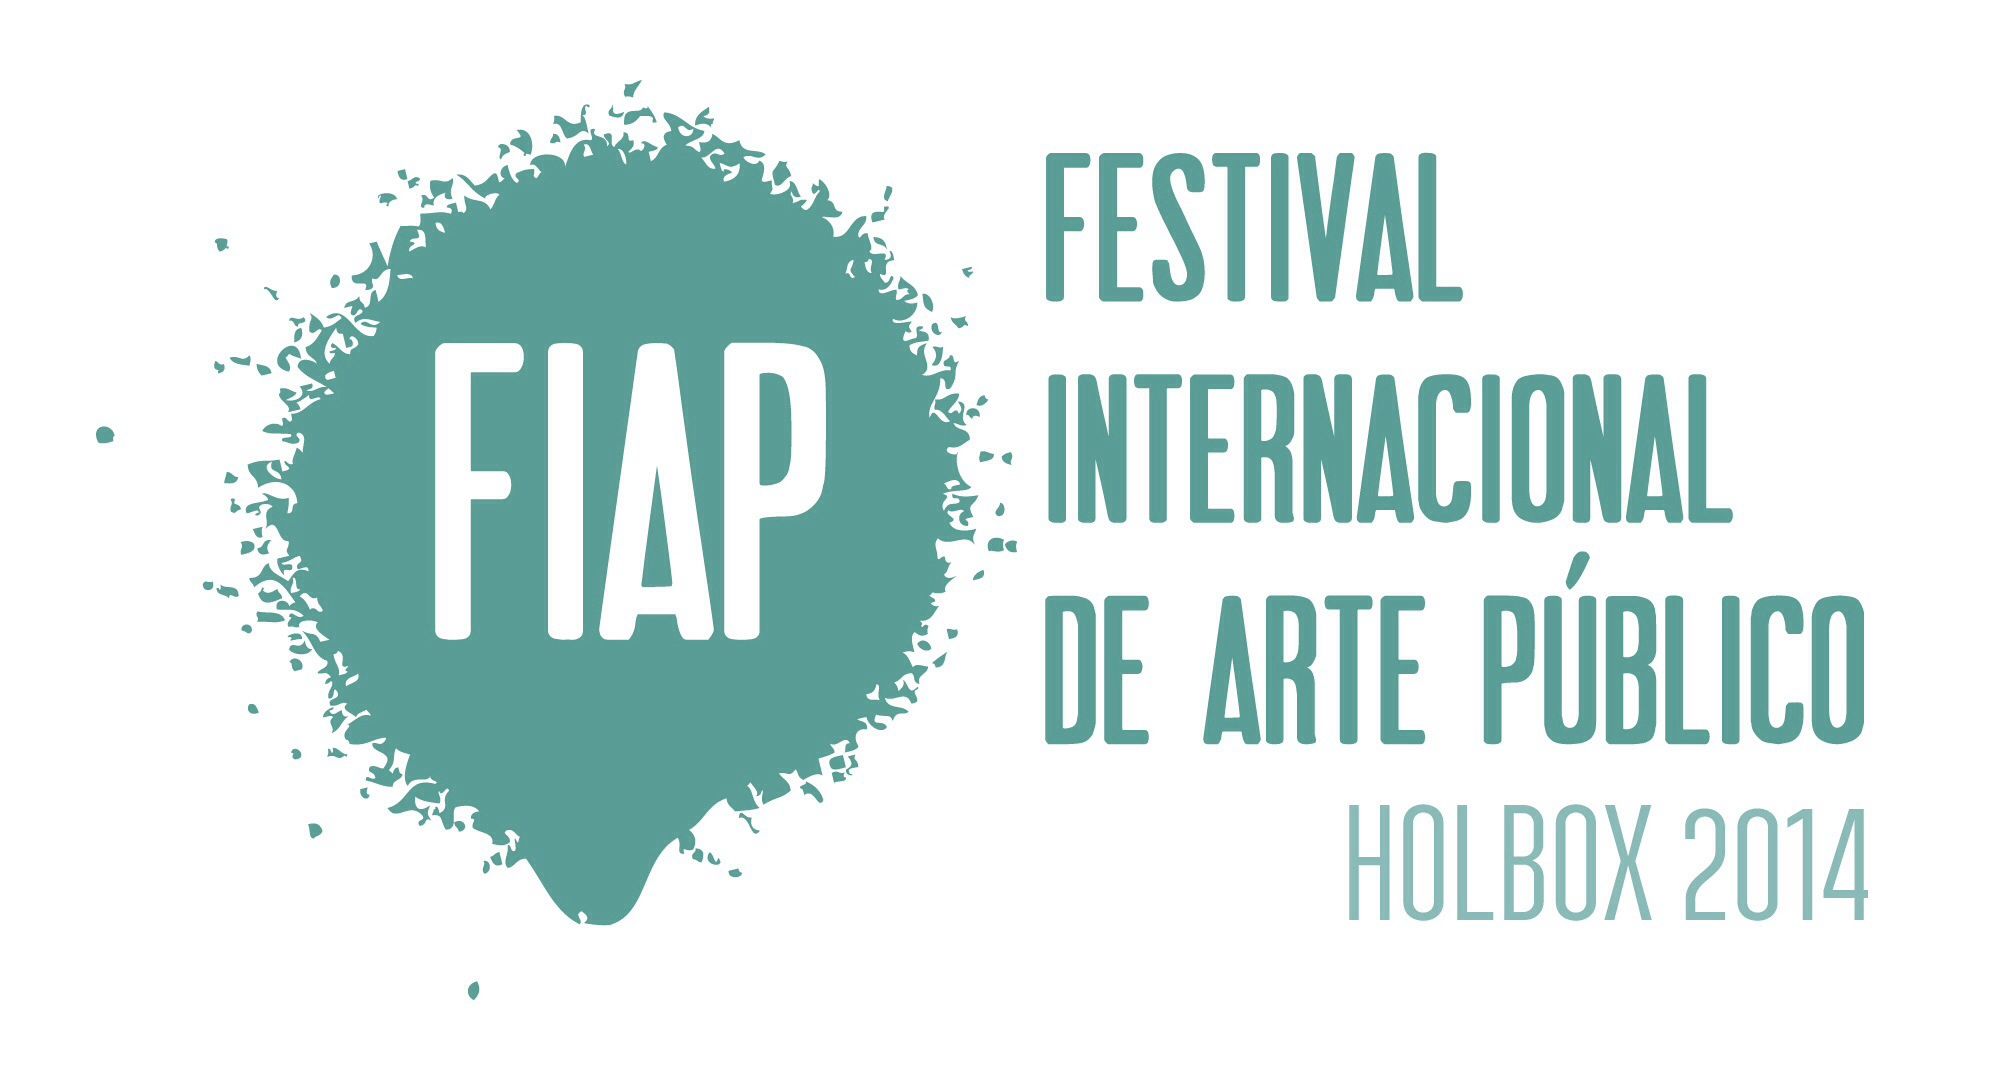 FIAP
FESTIVAL
INTERNACIONAL
DE ARTE PÚBLICO
HOLBOX 2014